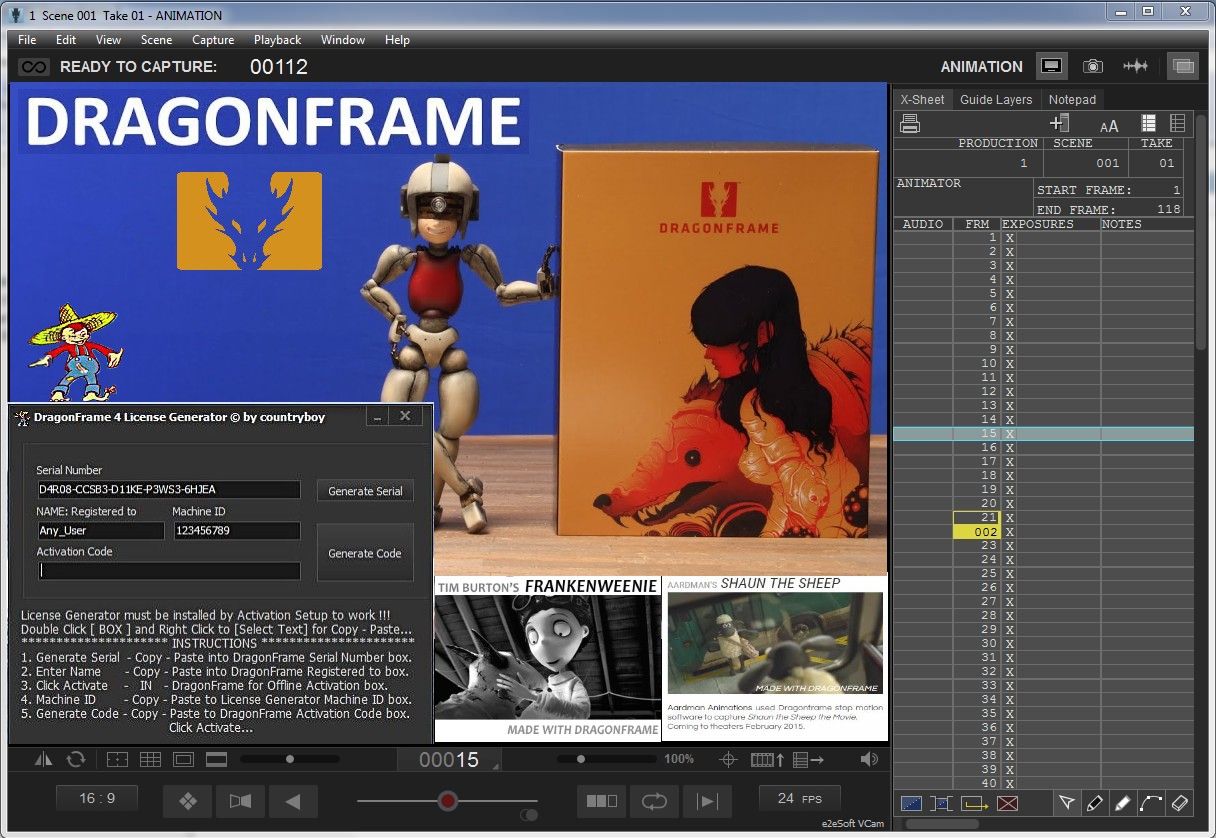 1 Scene 001 Take 01 - ANIMATION
File Edit View Scene Capture Playback Window Help
READY TO CAPTURE: 00112
ANIMATION
DRAGONFRAME
DRAGONFRAME
DragonFrame 4 License Generator © by countryboy
Serial Number
D4R08-CCSB3-D11KE-P3WS3-6HJEA
Generate Serial
NAME: Registered to Machine ID
Any_User 123456789
Activation Code
Generate Code
License Generator must be installed by Activation Setup to work !!!
Double Click [ BOX ] and Right Click to [Select Text] for Copy - Paste...
********************** INSTRUCTIONS **********************
1. Generate Serial - Copy - Paste into DragonFrame Serial Number box.
2. Enter Name - Copy - Paste into DragonFrame Registered to box.
3. Click Activate - IN - DragonFrame for Offline Activation box.
4. Machine ID - Copy - Paste to License Generator Machine ID box.
5. Generate Code - Copy - Paste to DragonFrame Activation Code box.
Click Activate...
TIM BURTON'S FRANKENWEENIE
MADE WITH DRAGONFRAME
AARDMAN'S SHAUN THE SHEEP
MADE WITH DRAGONFRAME
Aardman Animations used Dragonframe stop motion
software to capture Shaun the Sheep the Movie.
Coming to theaters February 2015.
00015
100%
16 : 9
24 FPS
e2eSoft VCam
X-Sheet Guide Layers Notepad
AA
PRODUCTION SCENE TAKE
1 001 01
ANIMATOR
START FRAME: 1
END FRAME: 118
AUDIO FRM EXPOSURES NOTES
1 X
2 X
3 X
4 X
5 X
6 X
7 X
8 X
9 X
10 X
11 X
12 X
13 X
14 X
15 X
16 X
17 X
18 X
19 X
20 X
21 X
002 X
23 X
24 X
25 X
26 X
27 X
28 X
29 X
30 X
31 X
32 X
33 X
34 X
35 X
36 X
37 X
38 X
39 X
40 X